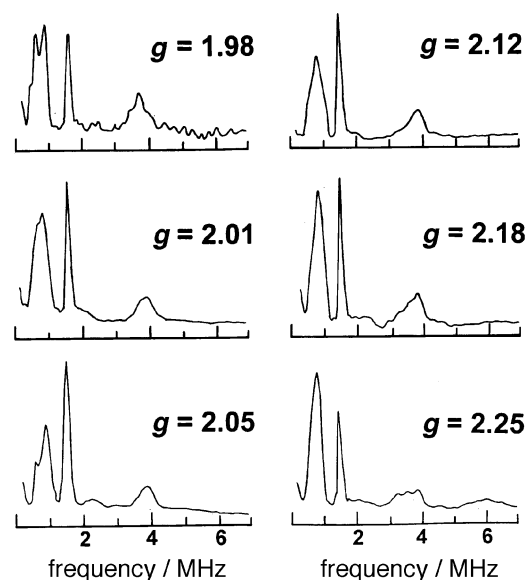 g = 1.98
g = 2.12
g = 2.01
g = 2.18
g = 2.05
g = 2.25
2 4 6
2 4 6
frequency / MHz
frequency / MHz